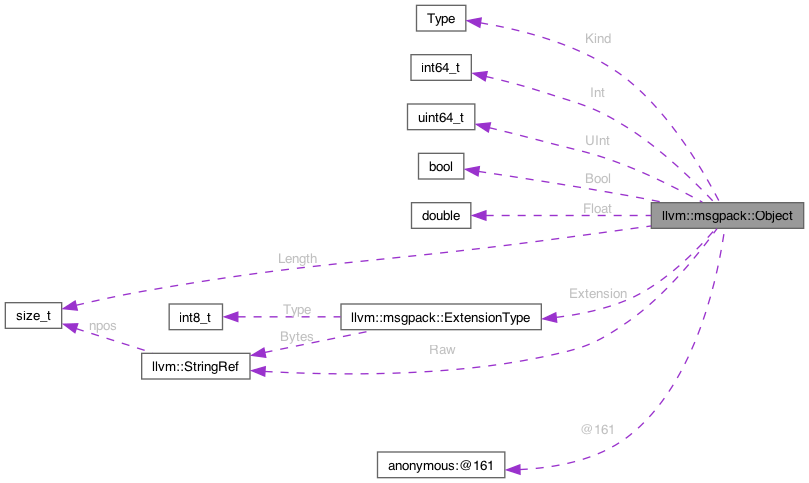 Type
Kind
int64_t
Int
uint64_t
UInt
bool
Bool
double
Float
llvm::msgpack::Object
Length
Extension
size_t
int8_t
Type
llvm::msgpack::ExtensionType
npos
Bytes
Raw
llvm::StringRef
@161
anonymous:@161